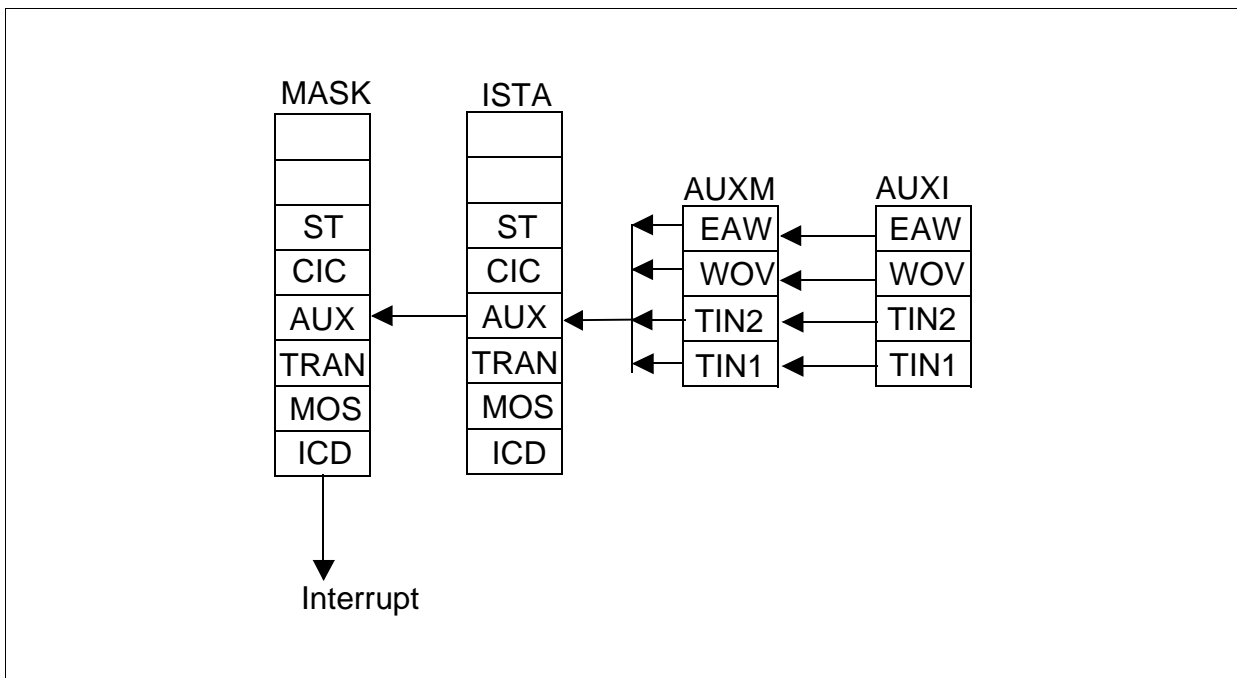 MASK
ISTA
AUXM
AUXI
ST
ST
EAW
EAW
CIC
CIC
WOV
WOV
AUX
AUX
TIN2
TIN2
TRAN
TRAN
TIN1
TIN1
MOS
MOS
ICD
ICD
Interrupt